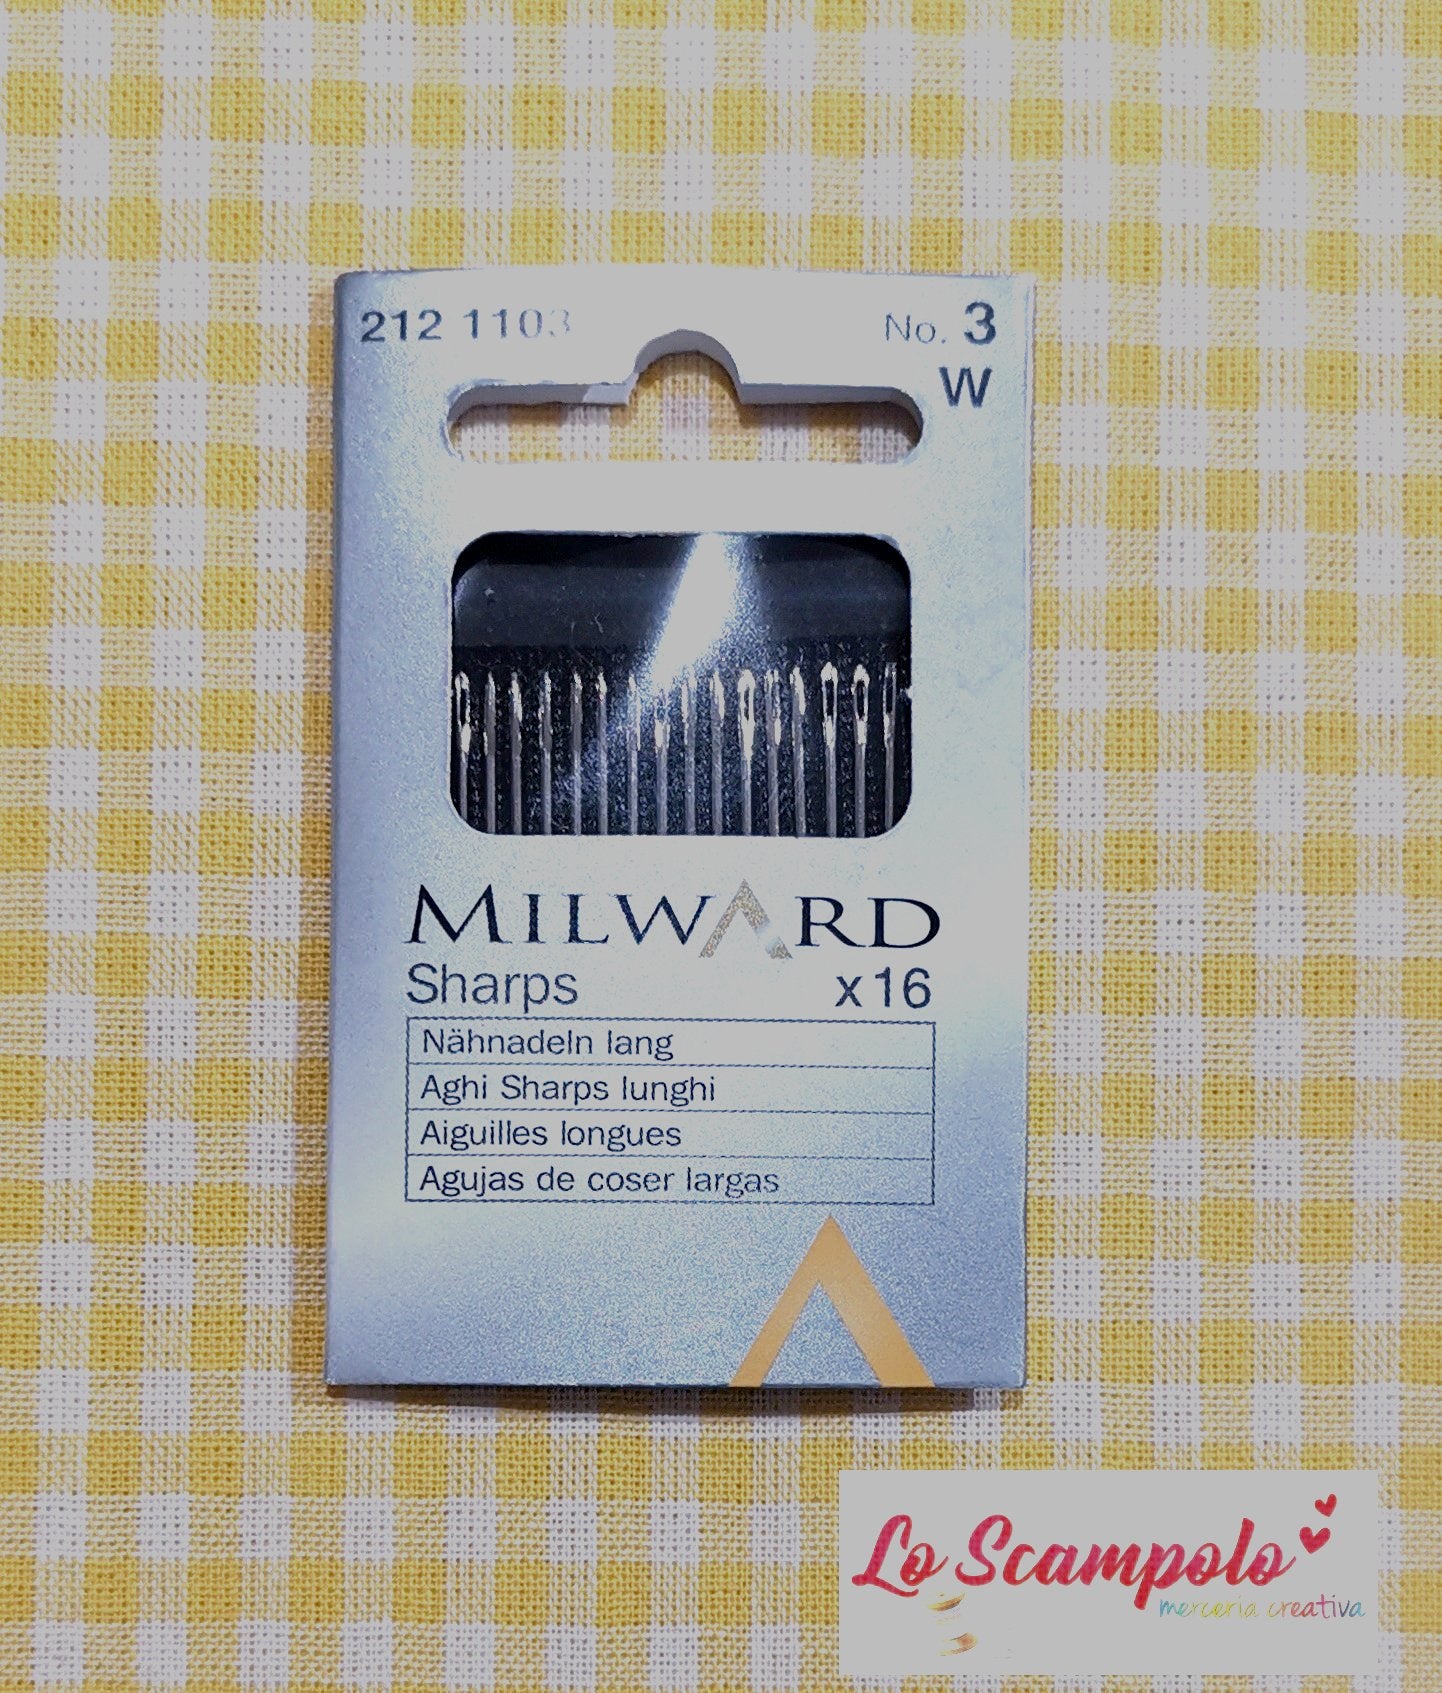 212 1103
No. 3
W
MILWARD
Sharps x16
Nähnadeln lang
Aghi Sharps lunghi
Aiguilles longues
Agujas de coser largas
Lo Scampolo
merceria creativa